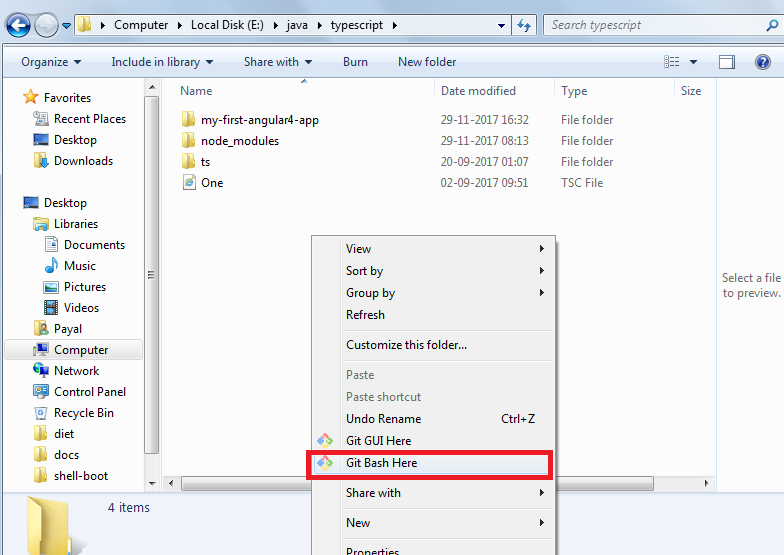 Computer Local Disk (E:) java typescript Search typescript
Organize Include in library Share with Burn New folder
Name Date modified Type Size
Favorites
Recent Places
Desktop
Downloads
Desktop
Libraries
Documents
Music
Pictures
Videos
Payal
Computer
Network
Control Panel
Recycle Bin
diet
docs
shell-boot
my-first-angular4-app 29-11-2017 16:32 File folder
node_modules 29-11-2017 08:13 File folder
ts 20-09-2017 01:07 File folder
One 02-09-2017 09:51 TSC File
View
Sort by
Group by
Refresh
Customize this folder...
Paste
Paste shortcut
Undo Rename Ctrl+Z
Git GUI Here
Git Bash Here
Share with
New
Properties
Select a file
to preview.
4 items